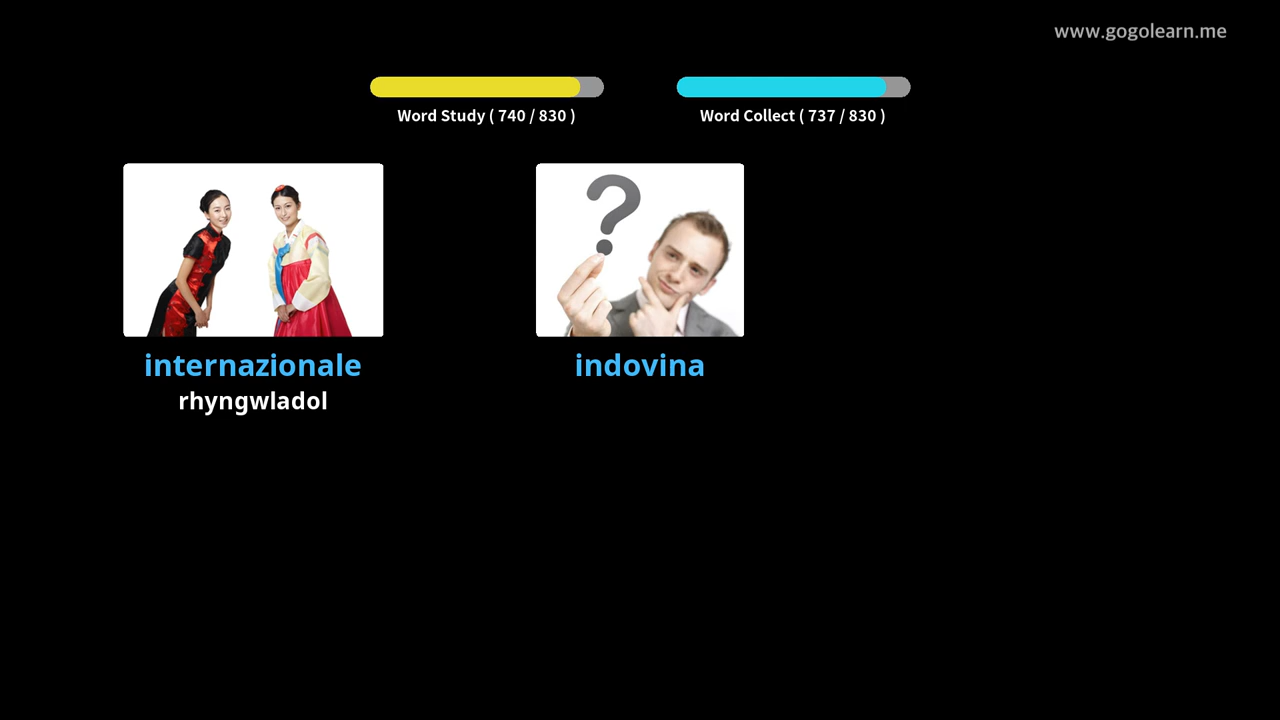 www.gogolearn.me
Word Study ( 740 / 830 )
Word Collect ( 737 / 830 )
?
internazionale
indovina
rhyngwladol